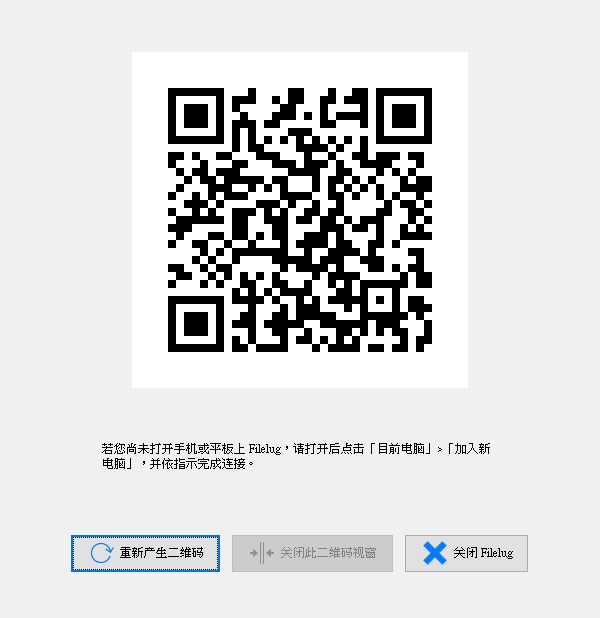 若您尚未打开手机或平板上 Filelug，请打开后点击「目前电脑」>「加入新
电脑」，并依指示完成连接。
重新产生二维码
关闭此二维码视窗
关闭 Filelug